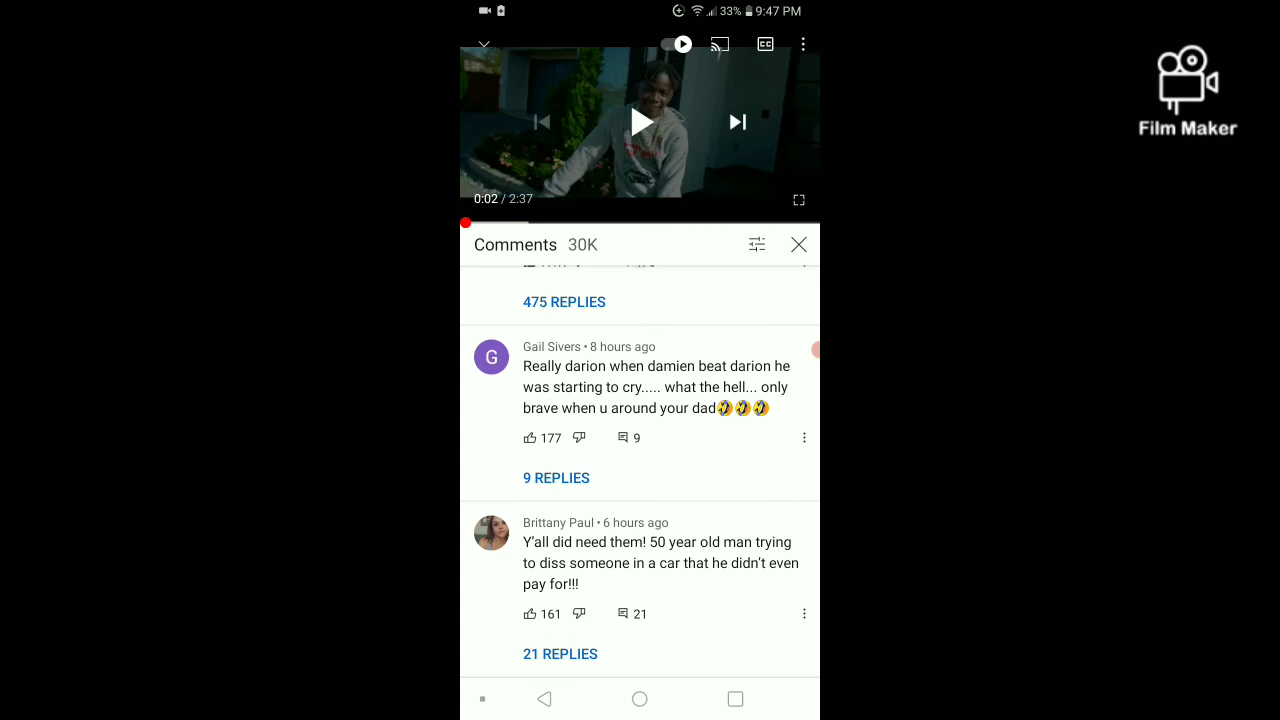 33% 9:47 PM
CC
Film Maker
0:02 / 2:37
Comments 30K
475 REPLIES
G
Gail Sivers • 8 hours ago
Really darion when damien beat darion he
was starting to cry..... what the hell... only
brave when u around your dad🤣🤣🤣
177 9
9 REPLIES
Brittany Paul • 6 hours ago
Y'all did need them! 50 year old man trying
to diss someone in a car that he didn't even
pay for!!!
161 21
21 REPLIES